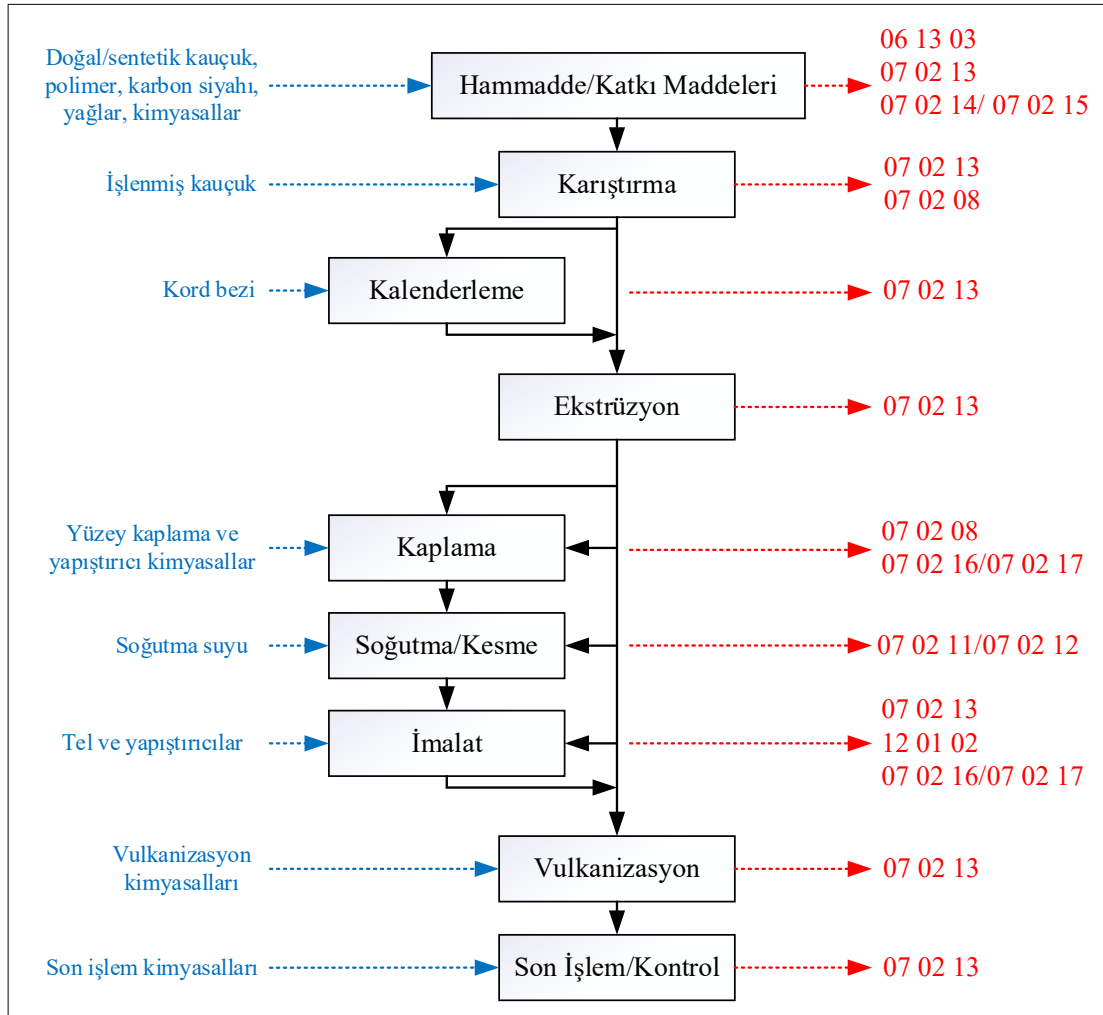 Doğal/sentetik kauçuk,
polimer, karbon siyahı,
yağlar, kimyasallar
Hammadde/Katkı Maddeleri
06 13 03
07 02 13
07 02 14/ 07 02 15
İşlenmiş kauçuk
Karıştırma
07 02 13
07 02 08
Kord bezi
Kalenderleme
07 02 13
Ekstrüzyon
07 02 13
Yüzey kaplama ve
yapıştırıcı kimyasallar
Kaplama
07 02 08
07 02 16/07 02 17
Soğutma suyu
Soğutma/Kesme
07 02 11/07 02 12
Tel ve yapıştırıcılar
İmalat
07 02 13
12 01 02
07 02 16/07 02 17
Vulkanizasyon
kimyasalları
Vulkanizasyon
07 02 13
Son işlem kimyasalları
Son İşlem/Kontrol
07 02 13